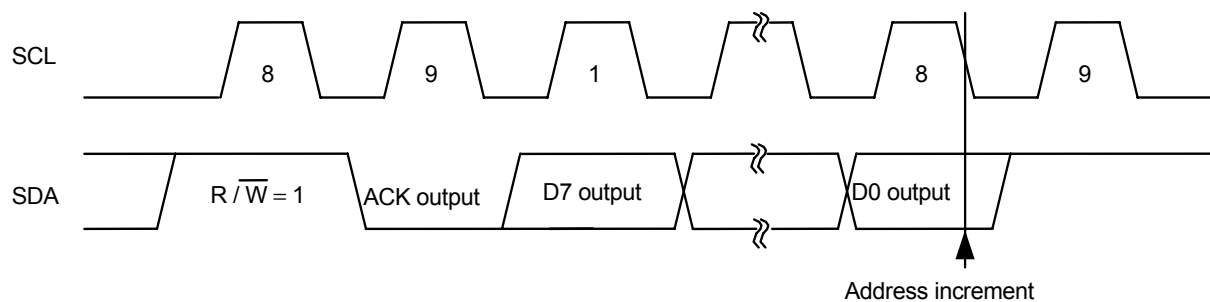 SCL
8
9
1
8
9
SDA
R / W̅ = 1
ACK output
D7 output
D0 output
Address increment